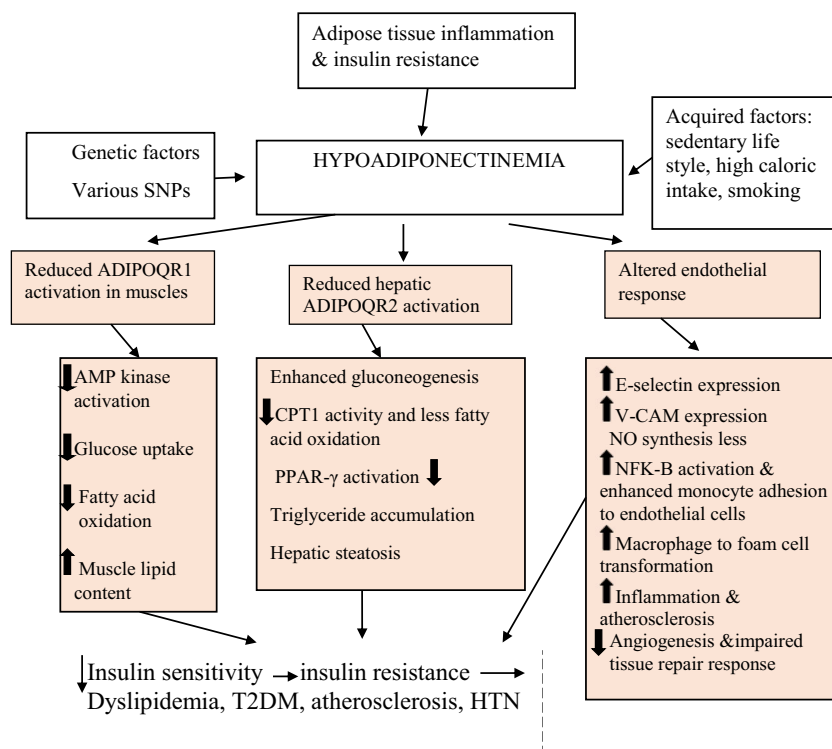 Adipose tissue inflammation
& insulin resistance
Acquired factors:
sedentary life
style, high caloric
intake, smoking
Genetic factors
Various SNPs
HYPOADIPONECTINEMIA
Reduced ADIPOQR1
activation in muscles
Reduced hepatic
ADIPOQR2 activation
Altered endothelial
response
AMP kinase
activation
Glucose uptake
Fatty acid
oxidation
Muscle lipid
content
Enhanced gluconeogenesis
CPT1 activity and less fatty
acid oxidation
PPAR-γ activation
Triglyceride accumulation
Hepatic steatosis
E-selectin expression
V-CAM expression
NO synthesis less
NFK-B activation &
enhanced monocyte adhesion
to endothelial cells
Macrophage to foam cell
transformation
Inflammation &
atherosclerosis
Angiogenesis &impaired
tissue repair response
Insulin sensitivity → insulin resistance →
Dyslipidemia, T2DM, atherosclerosis, HTN